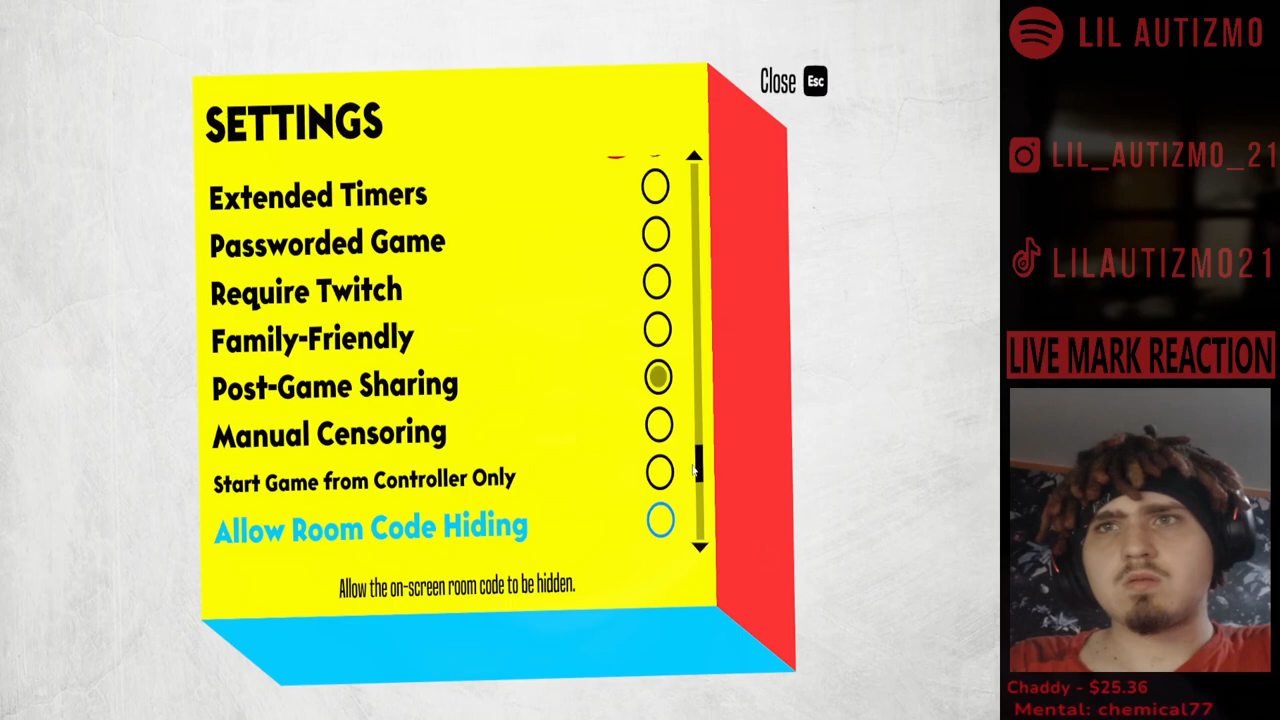 SETTINGS
Close Esc
Extended Timers
Passworded Game
Require Twitch
Family-Friendly
Post-Game Sharing
Manual Censoring
Start Game from Controller Only
Allow Room Code Hiding
Allow the on-screen room code to be hidden.
LIL AUTIZMO
LIL_AUTIZMO_21
LILAUTIZMO21
LIVE MARK REACTION
Chaddy - $25.36
Mental: chemical77